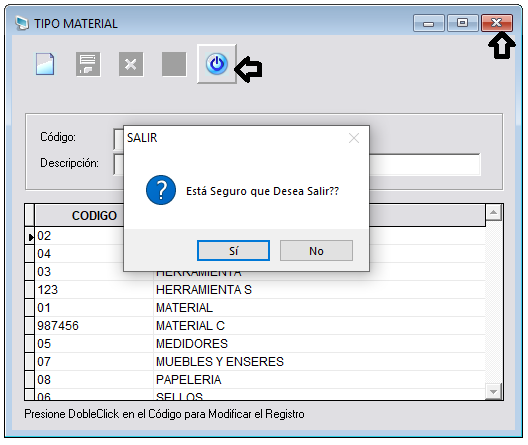 TIPO MATERIAL
Código:
Descripción:
SALIR
Está Seguro que Desea Salir??
Sí
No
CODIGO
02
04
03 HERRAMIENTA
123 HERRAMIENTA S
01 MATERIAL
987456 MATERIAL C
05 MEDIDORES
07 MUEBLES Y ENSERES
08 PAPELERIA
06 SELLOS
Presione DobleClick en el Código para Modificar el Registro